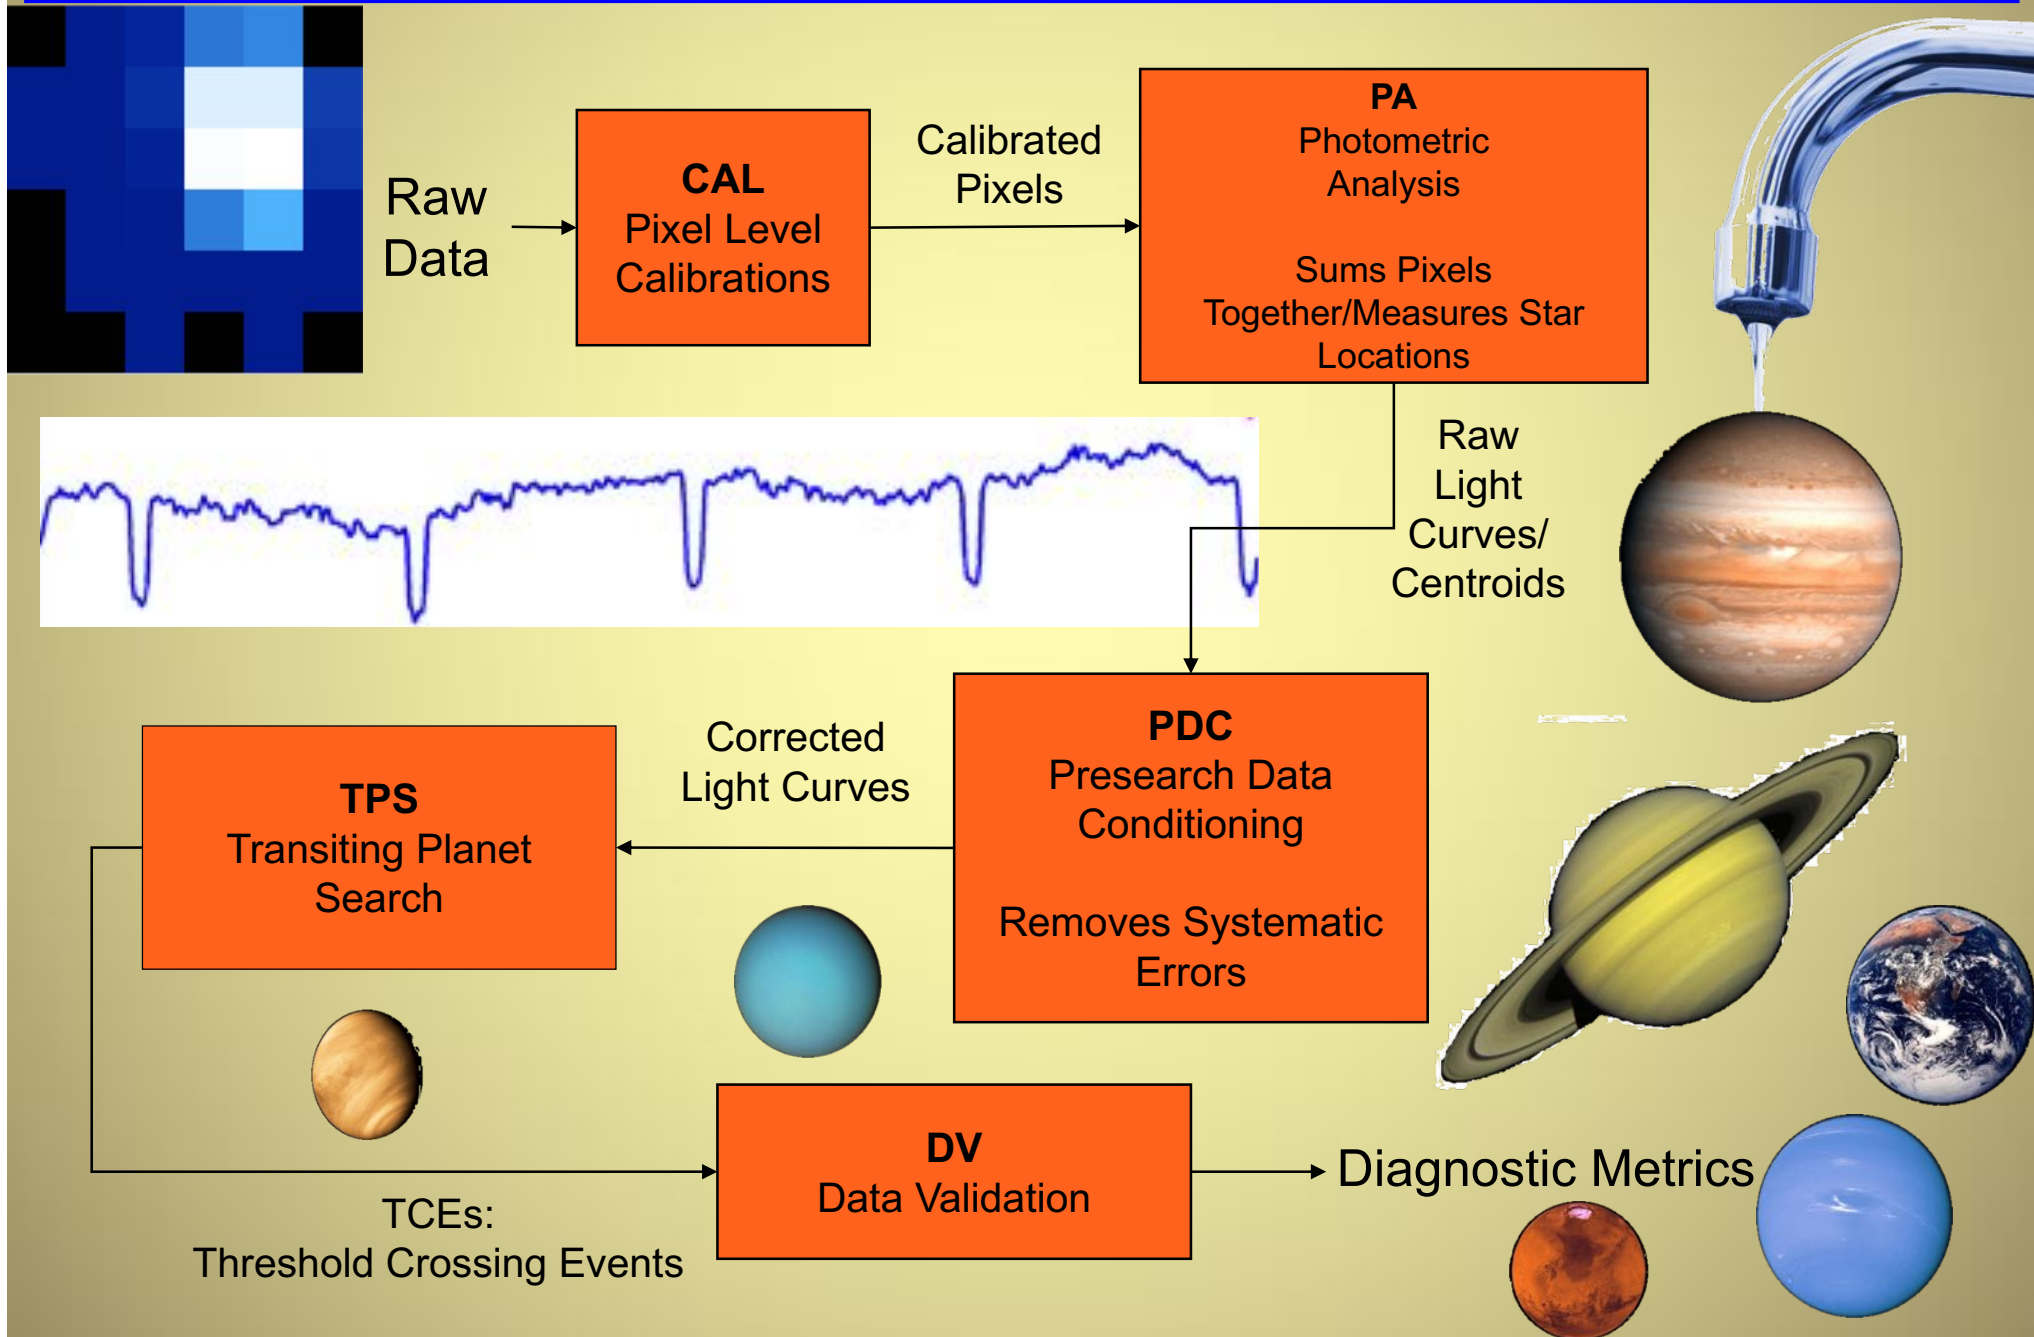 Raw
Data
CAL
Pixel Level
Calibrations
Calibrated
Pixels
PA
Photometric
Analysis
Sums Pixels
Together/Measures Star
Locations
Raw
Light
Curves/
Centroids
PDC
Presearch Data
Conditioning
Removes Systematic
Errors
Corrected
Light Curves
TPS
Transiting Planet
Search
TCEs:
Threshold Crossing Events
DV
Data Validation
Diagnostic Metrics